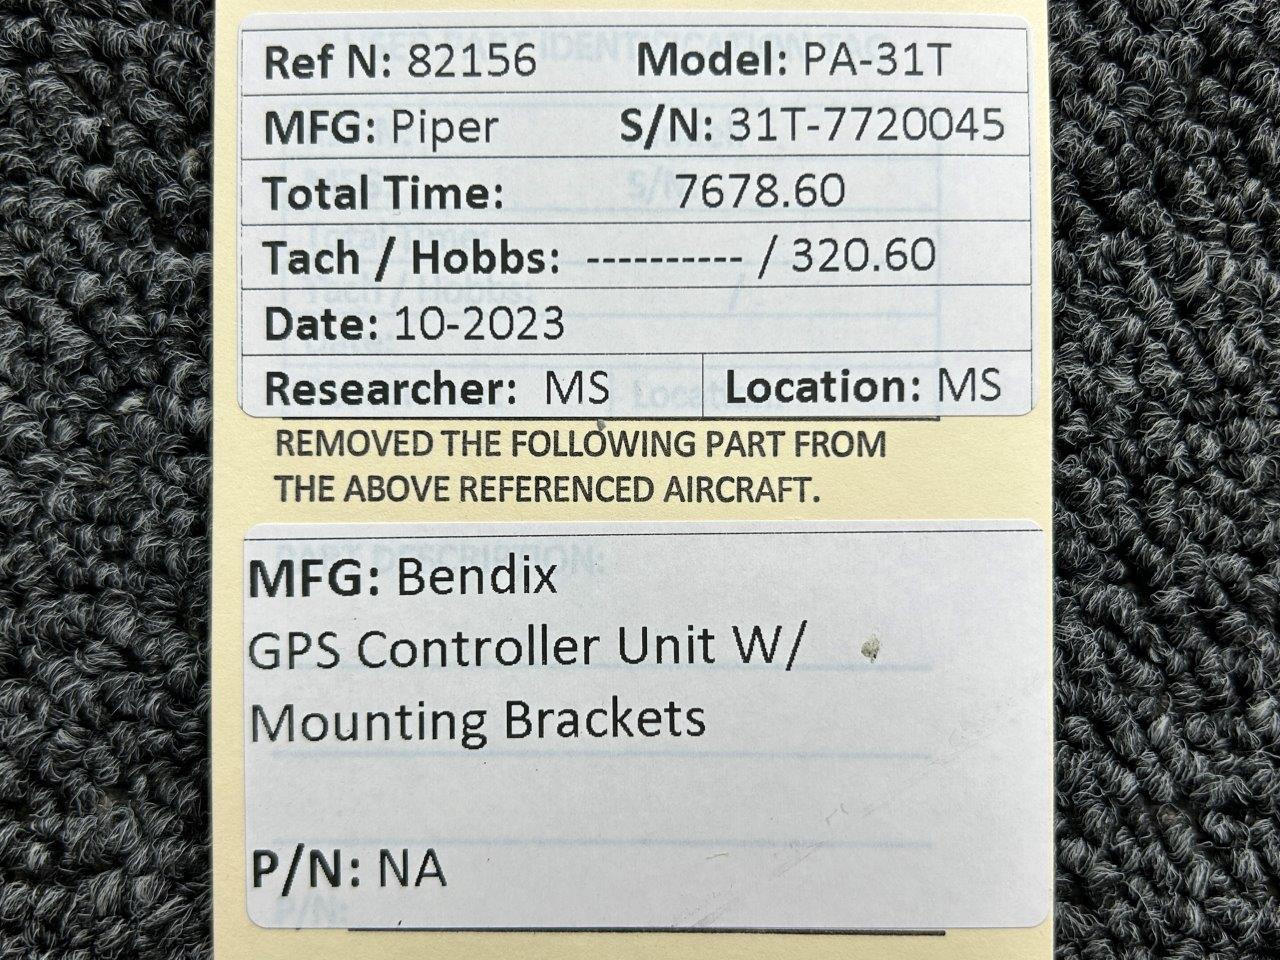 Ref N: 82156 Model: PA-31T
MFG: Piper S/N: 31T-7720045
Total Time: 7678.60
Tach / Hobbs: ---------- / 320.60
Date: 10-2023
Researcher: MS Location: MS
REMOVED THE FOLLOWING PART FROM
THE ABOVE REFERENCED AIRCRAFT.
MFG: Bendix
GPS Controller Unit W/
Mounting Brackets
P/N: NA